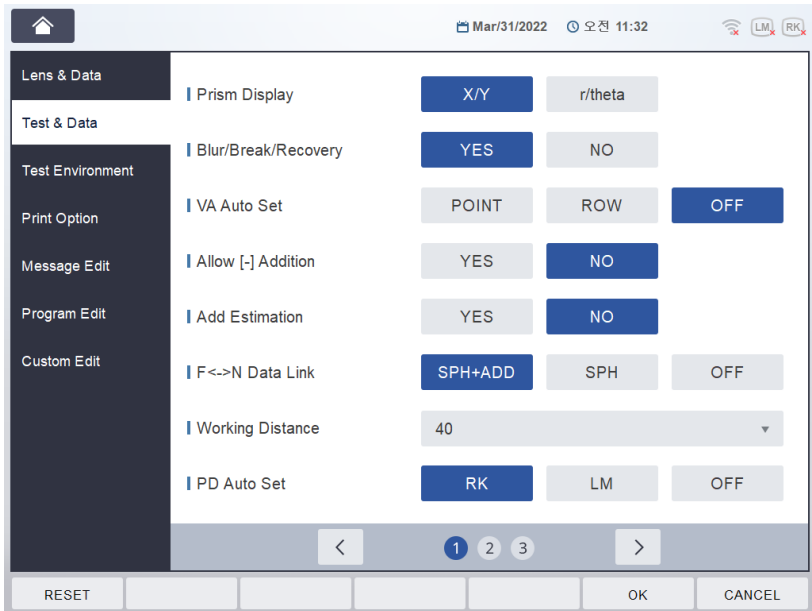 Mar/31/2022 오전 11:32 LM RK
Lens & Data
Test & Data
Test Environment
Print Option
Message Edit
Program Edit
Custom Edit
Prism Display X/Y r/theta
Blur/Break/Recovery YES NO
VA Auto Set POINT ROW OFF
Allow [-] Addition YES NO
Add Estimation YES NO
F<->N Data Link SPH+ADD SPH OFF
Working Distance 40
PD Auto Set RK LM OFF
< 1 2 3 >
RESET OK CANCEL